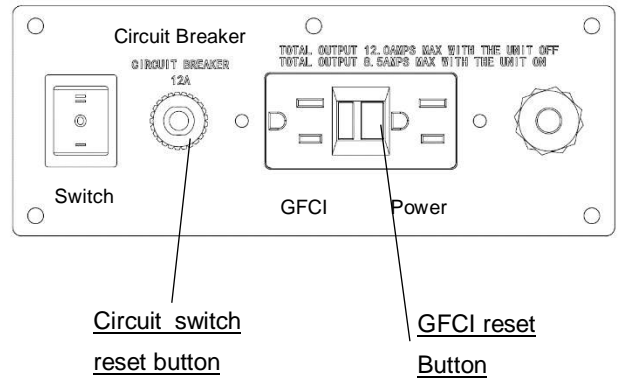 Circuit Breaker
CIRCUIT BREAKER
12A
TOTAL OUTPUT 12.0AMPS MAX WITH THE UNIT OFF
TOTAL OUTPUT 8.5AMPS MAX WITH THE UNIT ON
Switch
GFCI
Power
Circuit switch
reset button
GFCI reset
Button